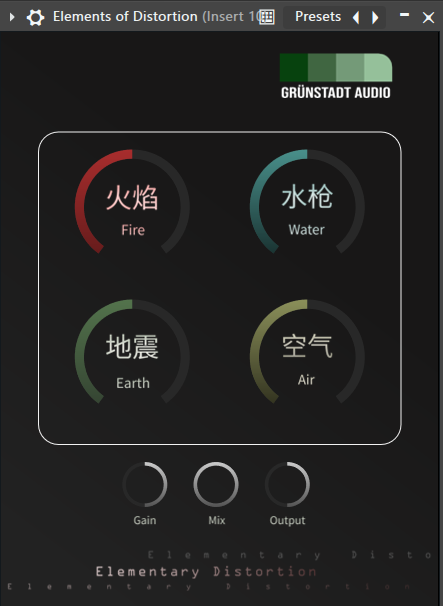 Elements of Distortion (Insert 10
Presets
GRÜNSTADT AUDIO
火焰
Fire
水枪
Water
地震
Earth
空气
Air
Gain
Mix
Output
Elementary Disto
Elementary Distortion
Elementary Distortion